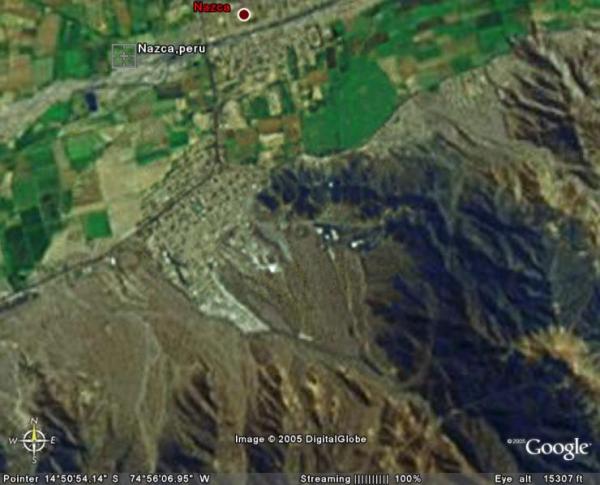 Nazca
Nazca,peru
N
W E
S
Image © 2005 DigitalGlobe
©2005 Google
Pointer 14°50'54.14" S 74°56'06.95" W Streaming |||||||||| 100% Eye alt 15307 ft